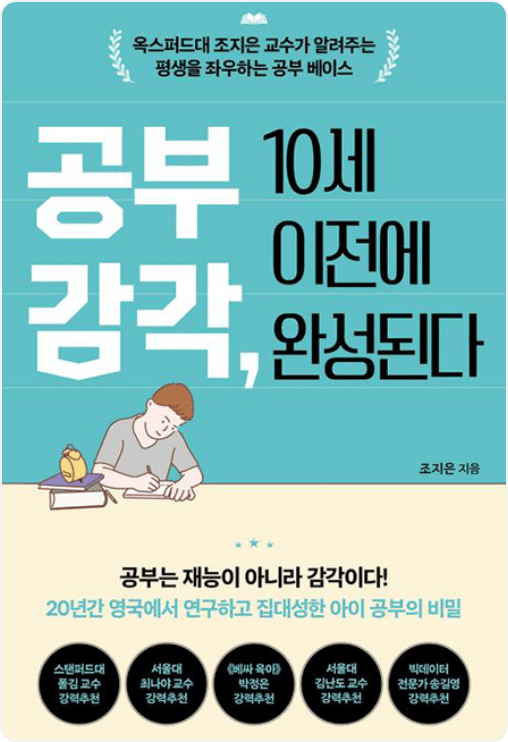 옥스퍼드대 조지은 교수가 알려주는
평생을 좌우하는 공부 베이스
공부
감각,
10세
이전에
완성된다
조지은 지음
공부는 재능이 아니라 감각이다!
20년간 영국에서 연구하고 집대성한 아이 공부의 비밀
스탠퍼드대
폴김 교수
강력추천
서울대
최나야 교수
강력추천
《베싸 육아》
박정은
강력추천
서울대
김난도 교수
강력추천
빅데이터
전문가 송길영
강력추천